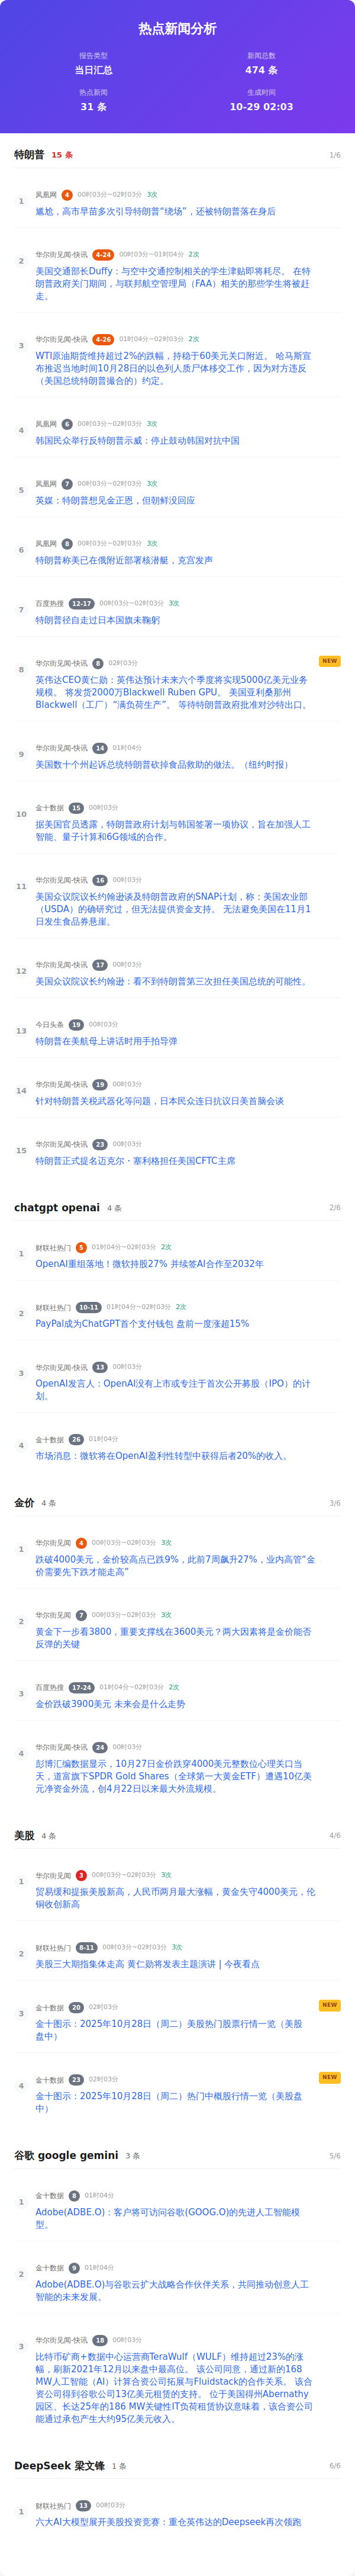 热点新闻分析
报告类型
当日汇总
新闻总数
474 条
热点新闻
31 条
生成时间
10-29 02:03
特朗普 15 条 1/6
1
凤凰网 4 00时03分~02时03分 3次
尴尬，高市早苗多次引导特朗普“绕场”，还被特朗普落在身后
2
华尔街见闻-快讯 4-24 00时03分~01时04分 2次
美国交通部长Duffy：与空中交通控制相关的学生津贴即将耗尽。 在特
朗普政府关门期间，与联邦航空管理局（FAA）相关的那些学生将被赶
走。
3
华尔街见闻-快讯 4-26 01时04分~02时03分 2次
WTI原油期货维持超过2%的跌幅，持稳于60美元关口附近。 哈马斯宣
布推迟当地时间10月28日的以色列人质尸体移交工作，因为对方违反
（美国总统特朗普撮合的）约定。
4
凤凰网 6 00时03分~02时03分 3次
韩国民众举行反特朗普示威：停止鼓动韩国对抗中国
5
凤凰网 7 00时03分~02时03分 3次
英媒：特朗普想见金正恩，但朝鲜没回应
6
凤凰网 8 00时03分~02时03分 3次
特朗普称美已在俄附近部署核潜艇，克宫发声
7
百度热搜 12-17 00时03分~02时03分 3次
特朗普径自走过日本国旗未鞠躬
8
华尔街见闻-快讯 8 02时03分 NEW
英伟达CEO黄仁勋：英伟达预计未来六个季度将实现5000亿美元业务
规模。 将发货2000万Blackwell Ruben GPU。 美国亚利桑那州
Blackwell（工厂）“满负荷生产”。 等待特朗普政府批准对沙特出口。
9
华尔街见闻-快讯 14 01时04分
美国数十个州起诉总统特朗普砍掉食品救助的做法。（纽约时报）
10
金十数据 15 00时03分
据美国官员透露，特朗普政府计划与韩国签署一项协议，旨在加强人工
智能、量子计算和6G领域的合作。
11
华尔街见闻-快讯 16 00时03分
美国众议院议长约翰逊谈及特朗普政府的SNAP计划，称：美国农业部
（USDA）的确研究过，但无法提供资金支持。 无法避免美国在11月1
日发生食品券悬崖。
12
华尔街见闻-快讯 17 00时03分
美国众议院议长约翰逊：看不到特朗普第三次担任美国总统的可能性。
13
今日头条 19 00时03分
特朗普在美航母上讲话时用手拍导弹
14
华尔街见闻-快讯 19 00时03分
针对特朗普关税武器化等问题，日本民众连日抗议日美首脑会谈
15
华尔街见闻-快讯 23 00时03分
特朗普正式提名迈克尔・塞利格担任美国CFTC主席
chatgpt openai 4 条 2/6
1
财联社热门 5 01时04分~02时03分 2次
OpenAI重组落地！微软持股27% 并续签AI合作至2032年
2
财联社热门 10-11 01时04分~02时03分 2次
PayPal成为ChatGPT首个支付钱包 盘前一度涨超15%
3
华尔街见闻-快讯 13 00时03分
OpenAI发言人：OpenAI没有上市或专注于首次公开募股（IPO）的计
划。
4
金十数据 26 01时04分
市场消息：微软将在OpenAI盈利性转型中获得后者20%的收入。
金价 4 条 3/6
1
华尔街见闻 4 00时03分~02时03分 3次
跌破4000美元，金价较高点已跌9%，此前7周飙升27%，业内高管“金
价需要先下跌才能走高”
2
华尔街见闻 7 00时03分~02时03分 3次
黄金下一步看3800，重要支撑线在3600美元？两大因素将是金价能否
反弹的关键
3
百度热搜 17-24 01时04分~02时03分 2次
金价跌破3900美元 未来会是什么走势
4
华尔街见闻-快讯 24 00时03分
彭博汇编数据显示，10月27日金价跌穿4000美元整数位心理关口当
天，道富旗下SPDR Gold Shares（全球第一大黄金ETF）遭遇10亿美
元净资金外流，创4月22日以来最大外流规模。
美股 4 条 4/6
1
华尔街见闻 3 00时03分~02时03分 3次
贸易缓和提振美股新高，人民币两月最大涨幅，黄金失守4000美元，伦
铜收创新高
2
财联社热门 8-11 00时03分~02时03分 3次
美股三大期指集体走高 黄仁勋将发表主题演讲 | 今夜看点
3
金十数据 20 02时03分 NEW
金十图示：2025年10月28日（周二）美股热门股票行情一览（美股
盘中）
4
金十数据 23 02时03分 NEW
金十图示：2025年10月28日（周二）热门中概股行情一览（美股盘
中）
谷歌 google gemini 3 条 5/6
1
金十数据 8 01时04分
Adobe(ADBE.O)：客户将可访问谷歌(GOOG.O)的先进人工智能模
型。
2
金十数据 9 01时04分
Adobe(ADBE.O)与谷歌云扩大战略合作伙伴关系，共同推动创意人工
智能的未来发展。
3
华尔街见闻-快讯 18 00时03分
比特币矿商+数据中心运营商TeraWulf（WULF）维持超过23%的涨
幅，刷新2021年12月以来盘中最高位。 该公司同意，通过新的168
MW人工智能（AI）计算合资公司拓展与Fluidstack的合作关系。 该合
资公司得到谷歌公司13亿美元租赁的支持。 位于美国得州Abernathy
园区、长达25年的186 MW关键性IT负荷租赁协议意味着，该合资公司
能通过承包产生大约95亿美元收入。
DeepSeek 梁文锋 1 条 6/6
1
财联社热门 13 00时03分
六大AI大模型展开美股投资竞赛：重仓英伟达的Deepseek再次领跑